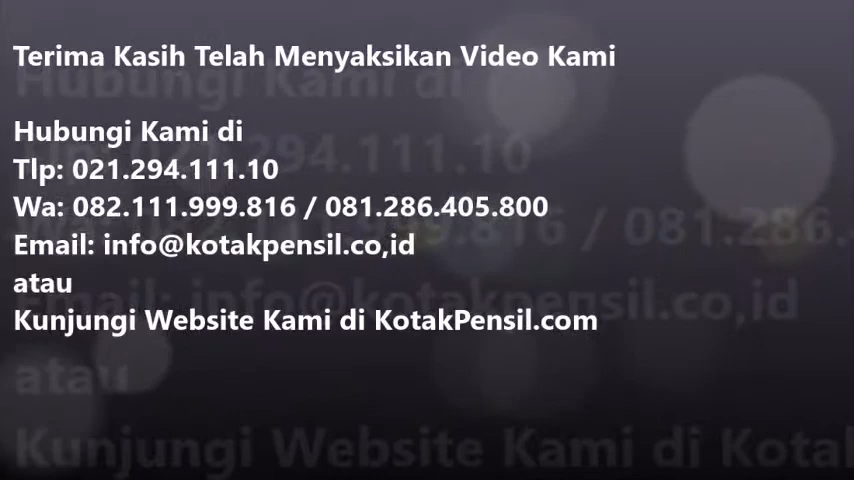 Terima Kasih Telah Menyaksikan Video Kami
Hubungi Kami di
Tlp: 021.294.111.10
Wa: 082.111.999.816 / 081.286.405.800
Email: info@kotakpensil.co,id
atau
Kunjungi Website Kami di KotakPensil.com